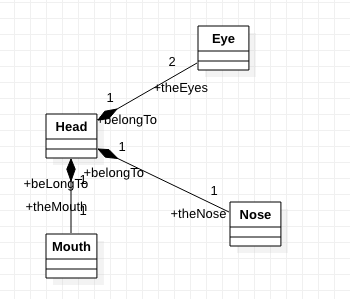 Eye
2
+theEyes
1
+belongTo
Head
1
+belongTo
+beLongTo
1
+theMouth
1
1
+theNose
Nose
Mouth